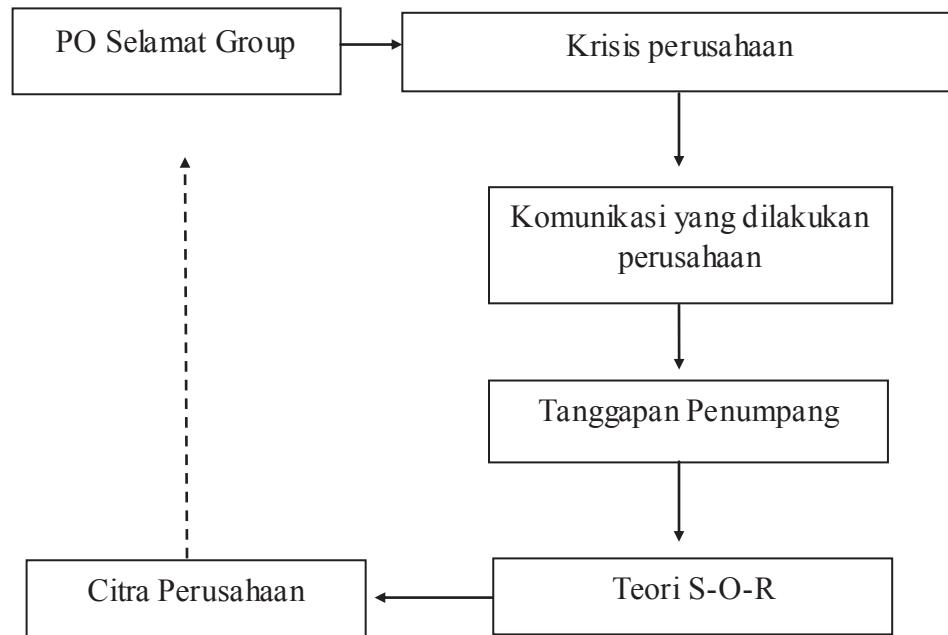 PO Selamat Group
Krisis perusahaan
Komunikasi yang dilakukan
perusahaan
Tanggapan Penumpang
Teori S-O-R
Citra Perusahaan